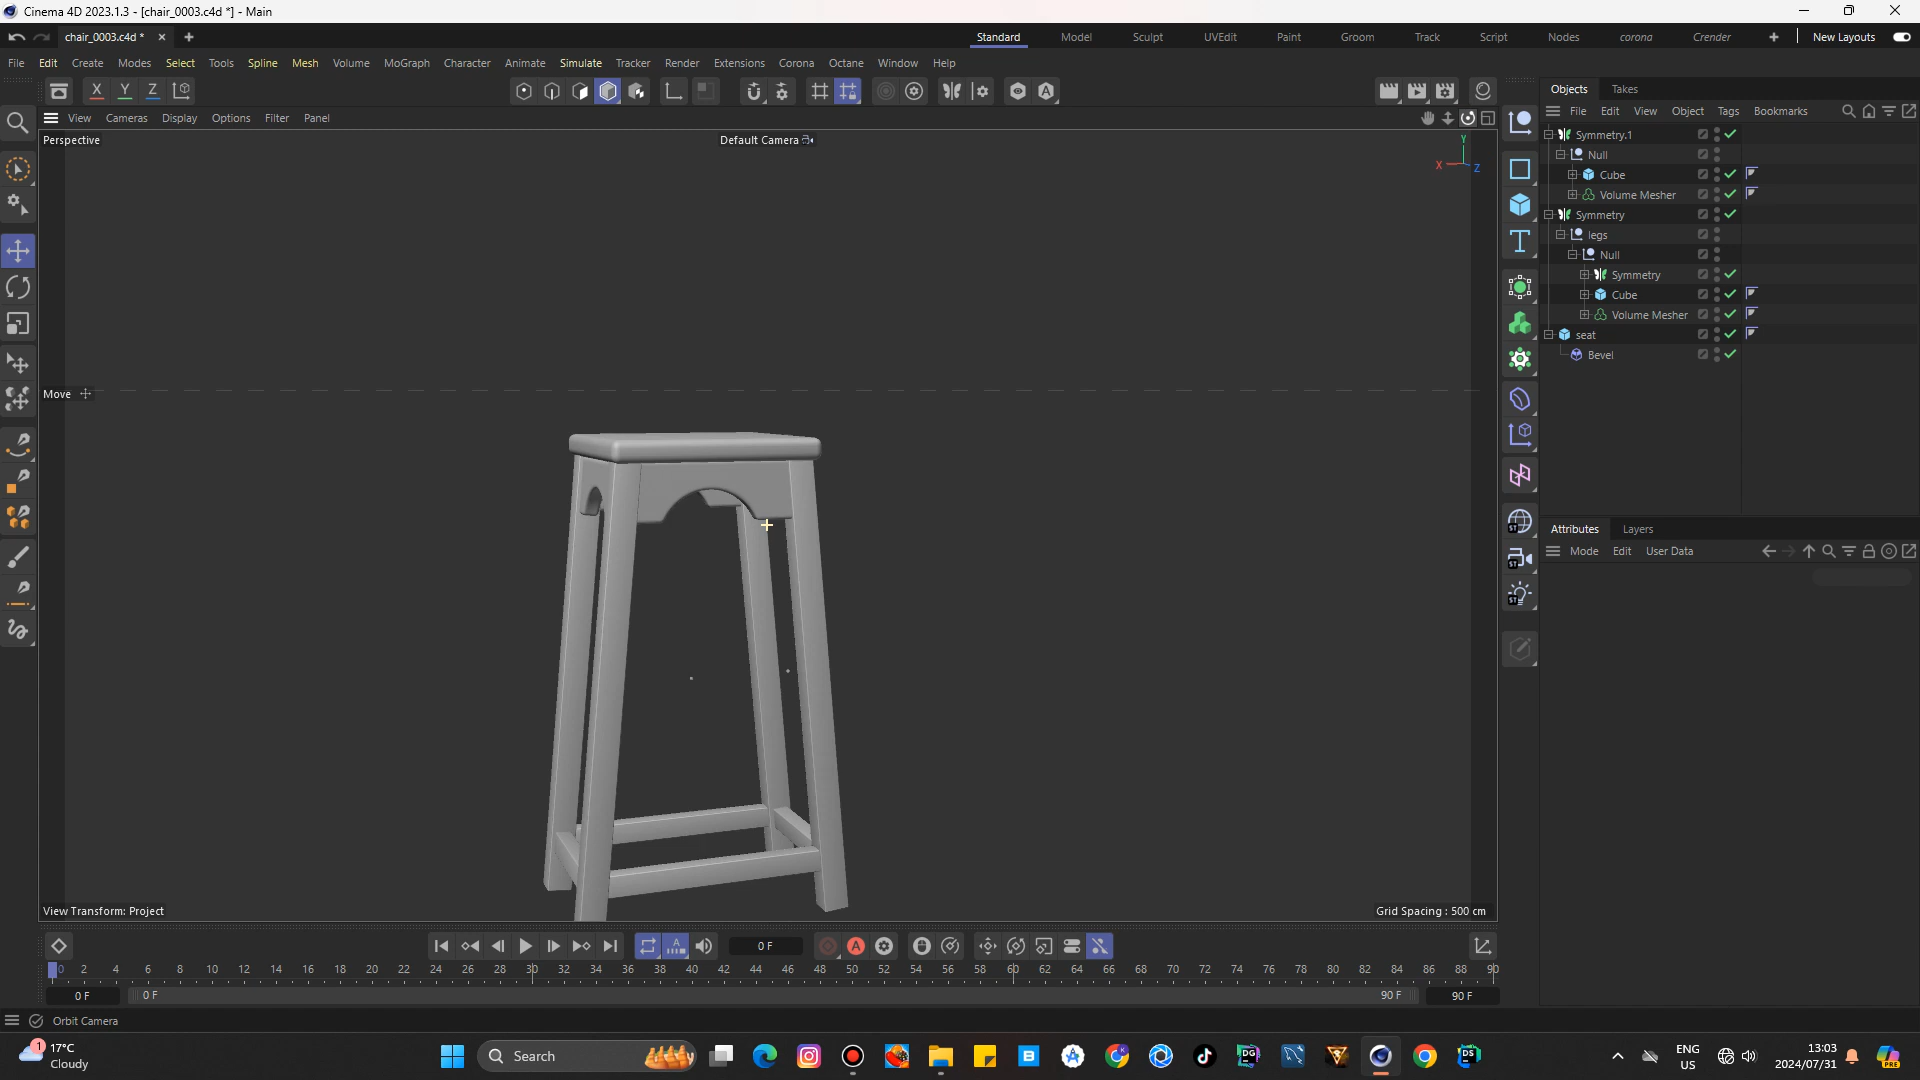 Cinema 4D 2023.1.3 - [chair_0003.c4d *] - Main
chair_0003.c4d *
Standard Model Sculpt UVEdit Paint Groom Track Script Nodes corona Crender New Layouts
File Edit Create Modes Select Tools Spline Mesh Volume MoGraph Character Animate Simulate Tracker Render Extensions Corona Octane Window Help
X Y Z
Objects Takes
File Edit View Object Tags Bookmarks
View Cameras Display Options Filter Panel
Perspective
Default Camera
Y
X
Z
Symmetry.1
Null
Cube
Volume Mesher
Symmetry
legs
Null
Symmetry
Cube
Volume Mesher
seat
Bevel
Move
Attributes Layers
Mode Edit User Data
View Transform: Project
Grid Spacing : 500 cm
0 F
0 2 4 6 8 10 12 14 16 18 20 22 24 26 28 30 32 34 36 38 40 42 44 46 48 50 52 54 56 58 60 62 64 66 68 70 72 74 76 78 80 82 84 86 88 90
0 F 0 F 90 F 90 F
Orbit Camera
1
17°C
Cloudy
Search
ENG
US
13:03
2024/07/31
PRE